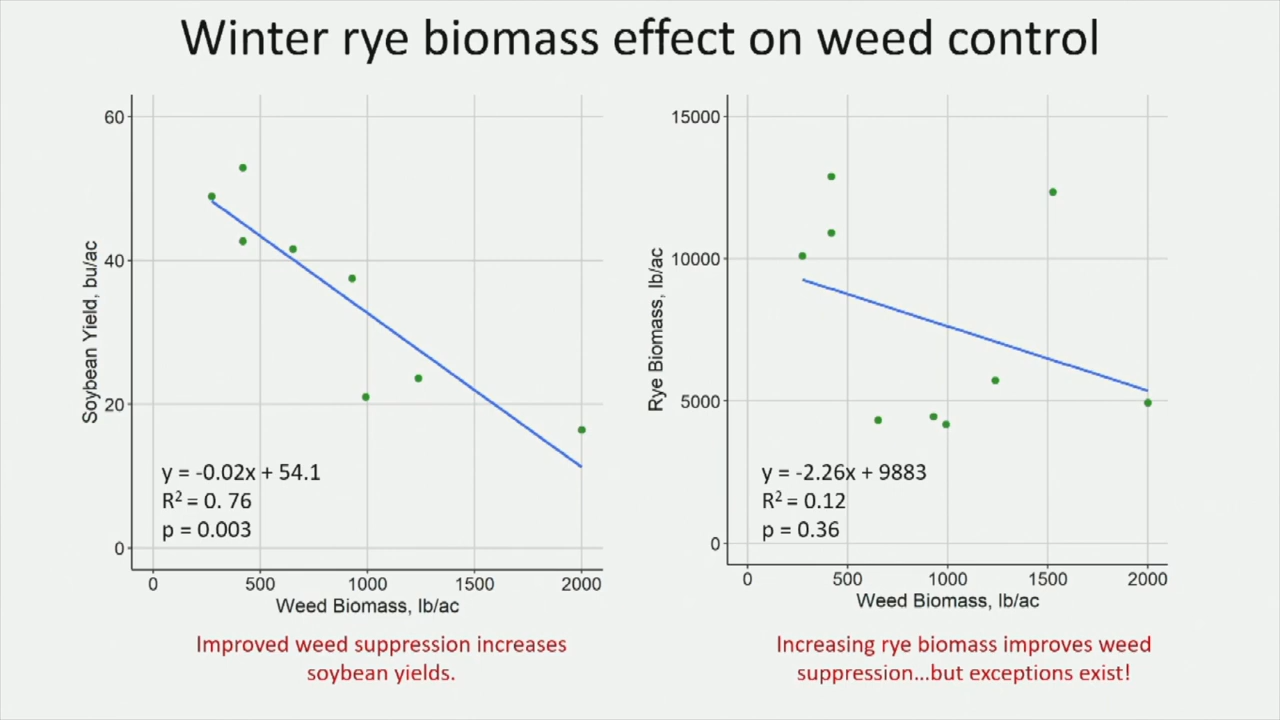 Winter rye biomass effect on weed control
60
40
20
0
Soybean Yield, bu/ac
y = -0.02x + 54.1
R² = 0. 76
p = 0.003
0 500 1000 1500 2000
Weed Biomass, lb/ac
Improved weed suppression increases
soybean yields.
15000
10000
5000
0
Rye Biomass, lb/ac
y = -2.26x + 9883
R² = 0.12
p = 0.36
0 500 1000 1500 2000
Weed Biomass, lb/ac
Increasing rye biomass improves weed
suppression...but exceptions exist!